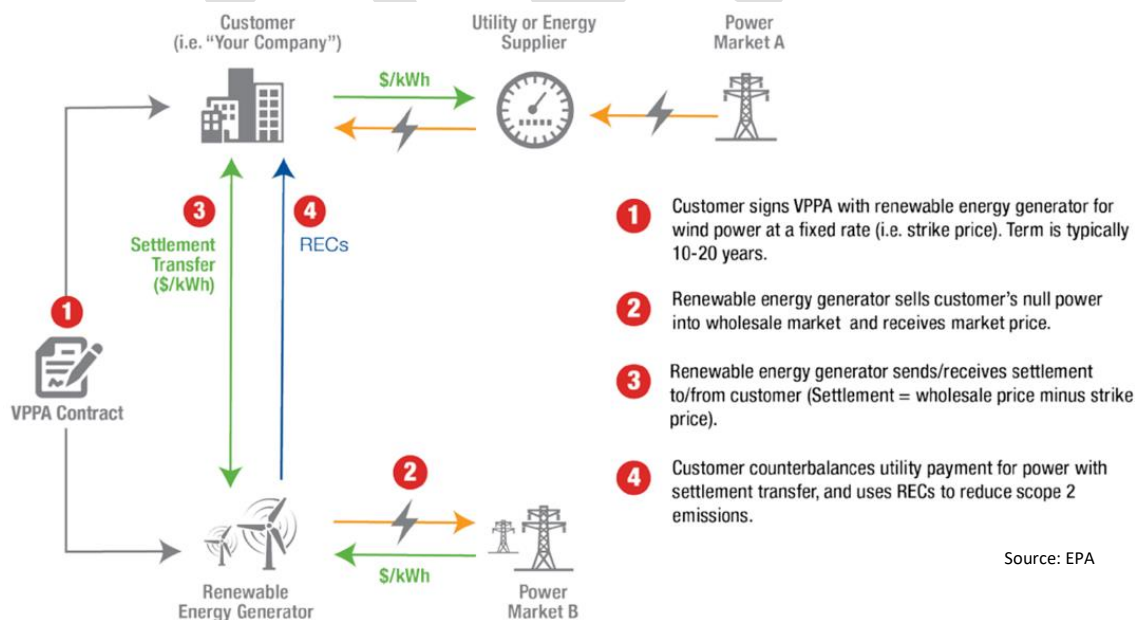 Customer
(i.e. “Your Company”)
Utility or Energy
Supplier
Power
Market A
$/kWh
3
Settlement
Transfer
($/kWh)
4
RECs
1
VPPA Contract
2
$/kWh
Renewable
Energy Generator
Power
Market B
1
Customer signs VPPA with renewable energy generator for
wind power at a fixed rate (i.e. strike price). Term is typically
10-20 years.
2
Renewable energy generator sells customer’s null power
into wholesale market and receives market price.
3
Renewable energy generator sends/receives settlement
to/from customer (Settlement = wholesale price minus strike
price).
4
Customer counterbalances utility payment for power with
settlement transfer, and uses RECs to reduce scope 2
emissions.
Source: EPA